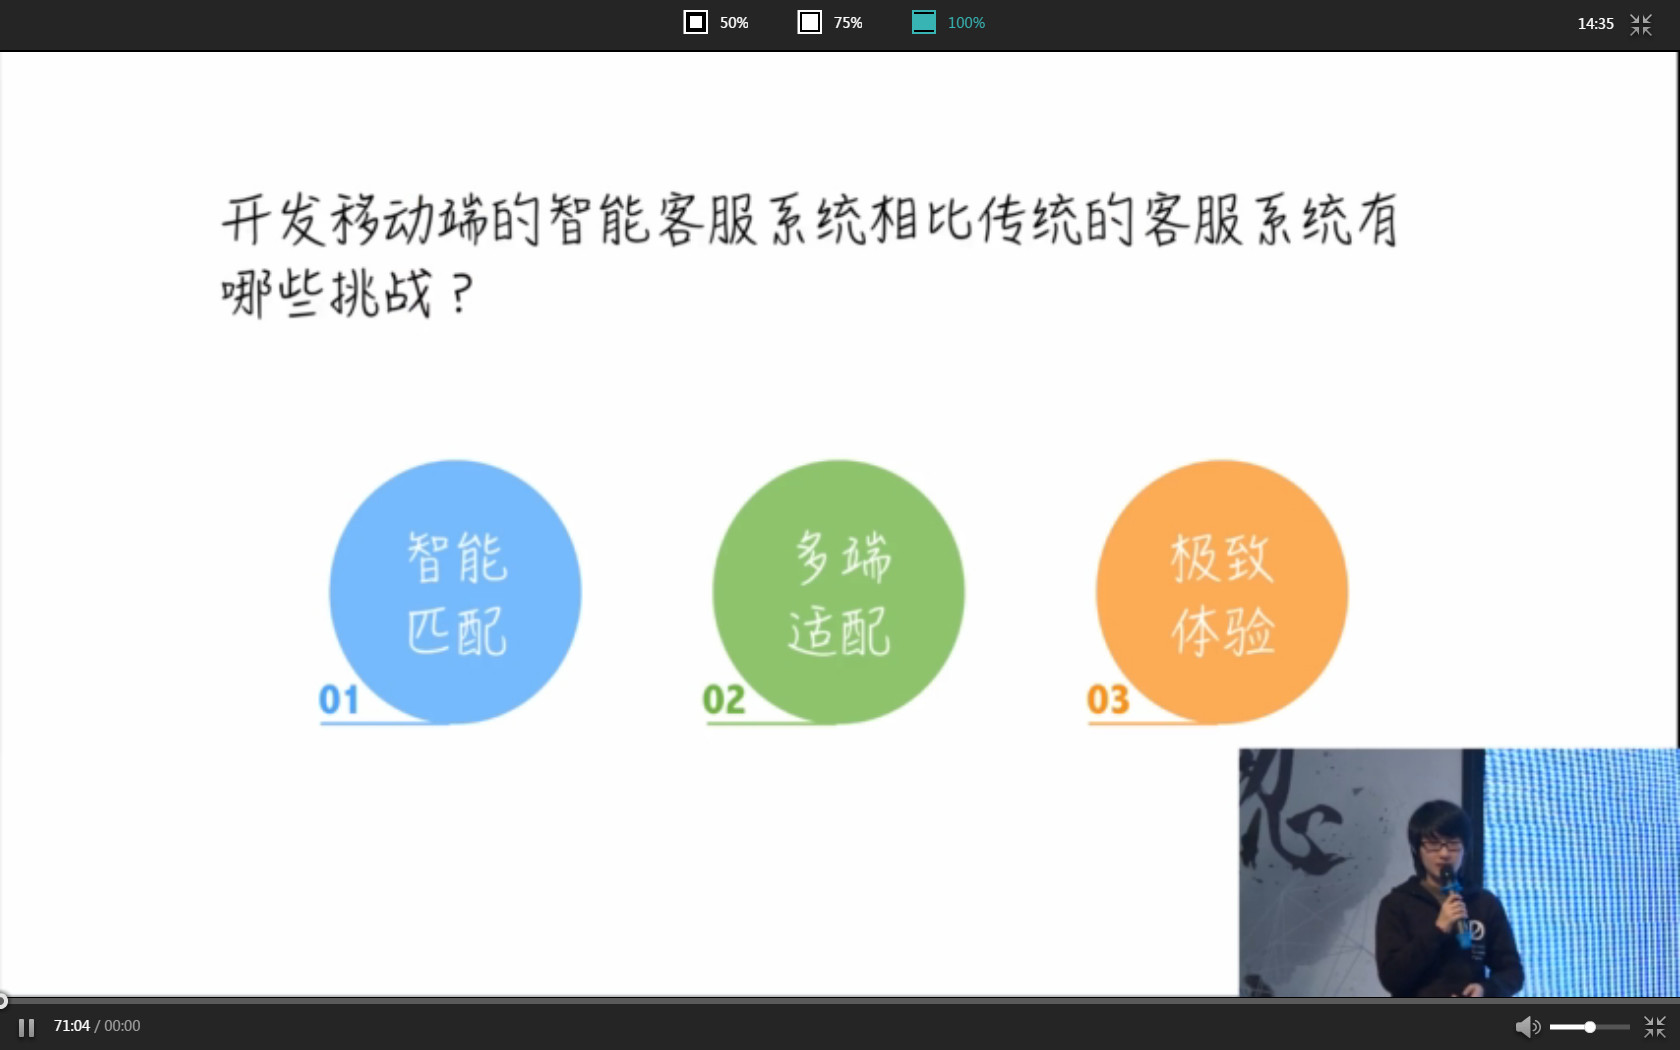 50% 75% 100% 14:35
开发移动端的智能客服系统相比传统的客服系统有
哪些挑战？
智能
匹配
01
多端
适配
02
极致
体验
03
71:04 / 00:00